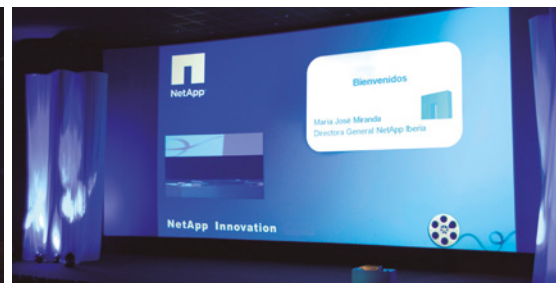 NetApp
Bienvenidos
María José Miranda
Directora General NetApp Iberia
NetApp Innovation